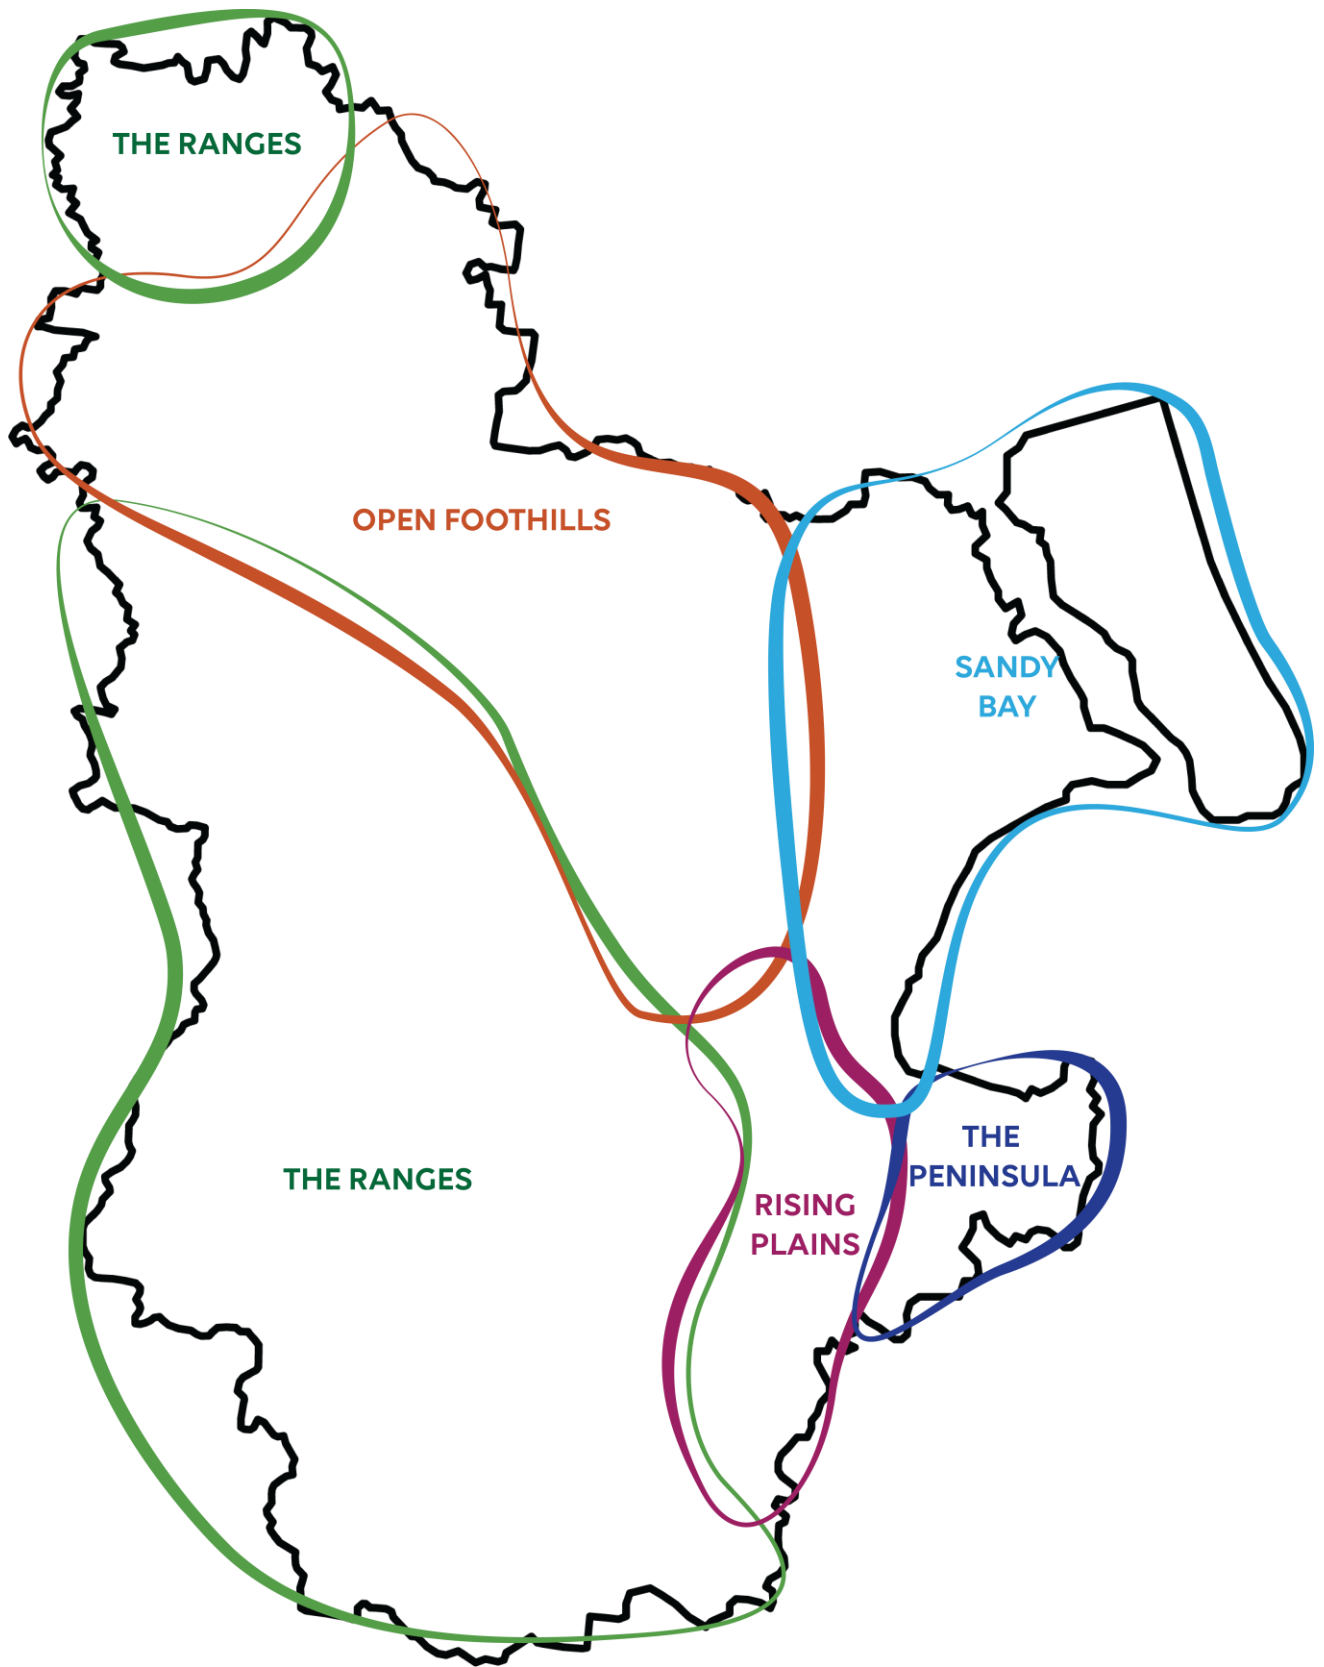 THE RANGES
OPEN FOOTHILLS
SANDY
BAY
THE
PENINSULA
THE RANGES
RISING
PLAINS